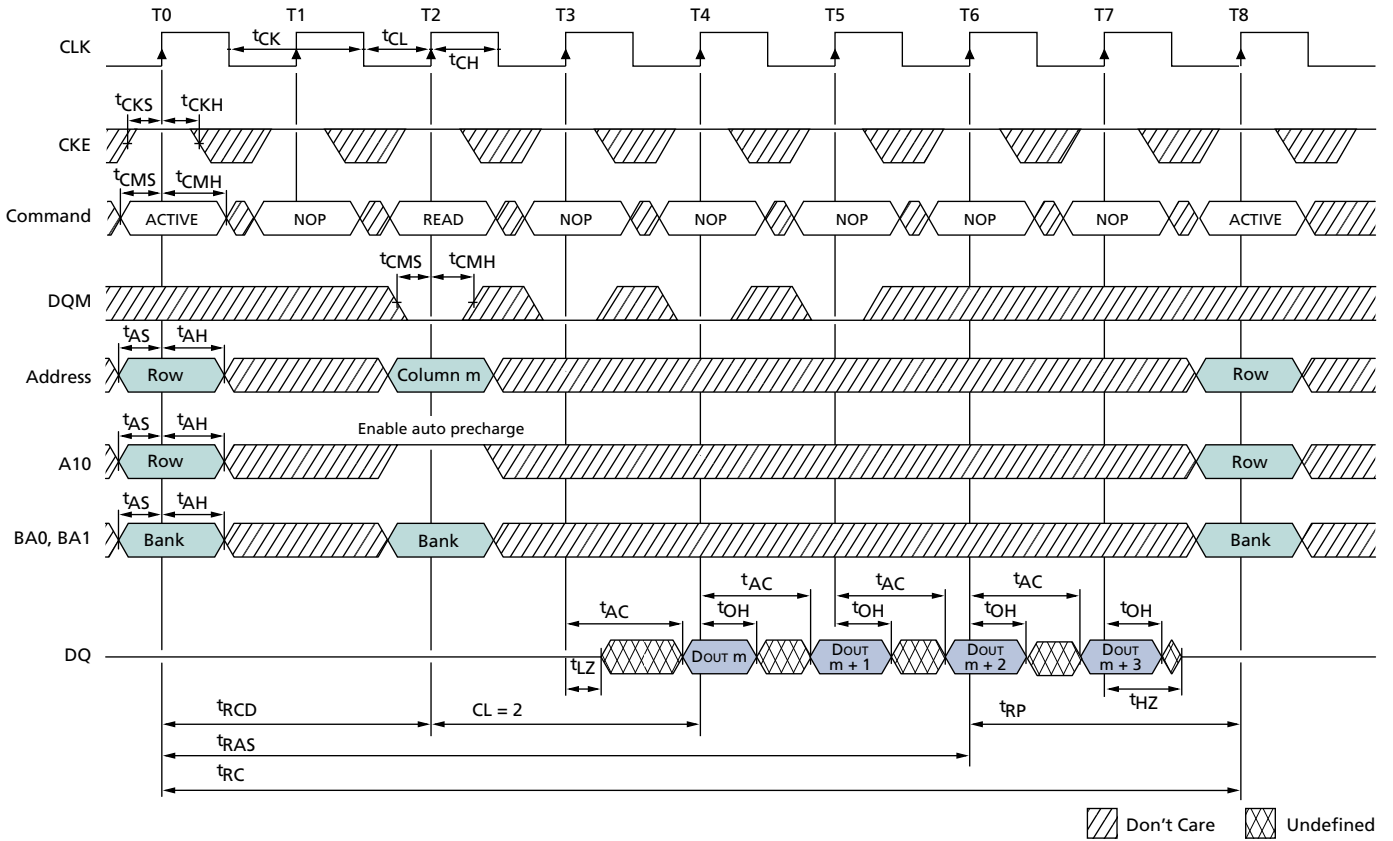 T0 T1 T2 T3 T4 T5 T6 T7 T8
CLK
tCK tCL
tCH
tCKS tCKH
CKE
tCMS tCMH
Command ACTIVE NOP READ NOP NOP NOP NOP NOP ACTIVE
tCMS tCMH
DQM
tAS tAH
Address Row Column m Row
tAS tAH
Enable auto precharge
A10 Row Row
tAS tAH
BA0, BA1 Bank Bank Bank
tAC tAC tAC
tAC tOH tOH tOH tOH
DQ DOUT m DOUT m + 1 DOUT m + 2 DOUT m + 3
tLZ tHZ
tRCD CL = 2 tRP
tRAS
tRC
Don't Care Undefined